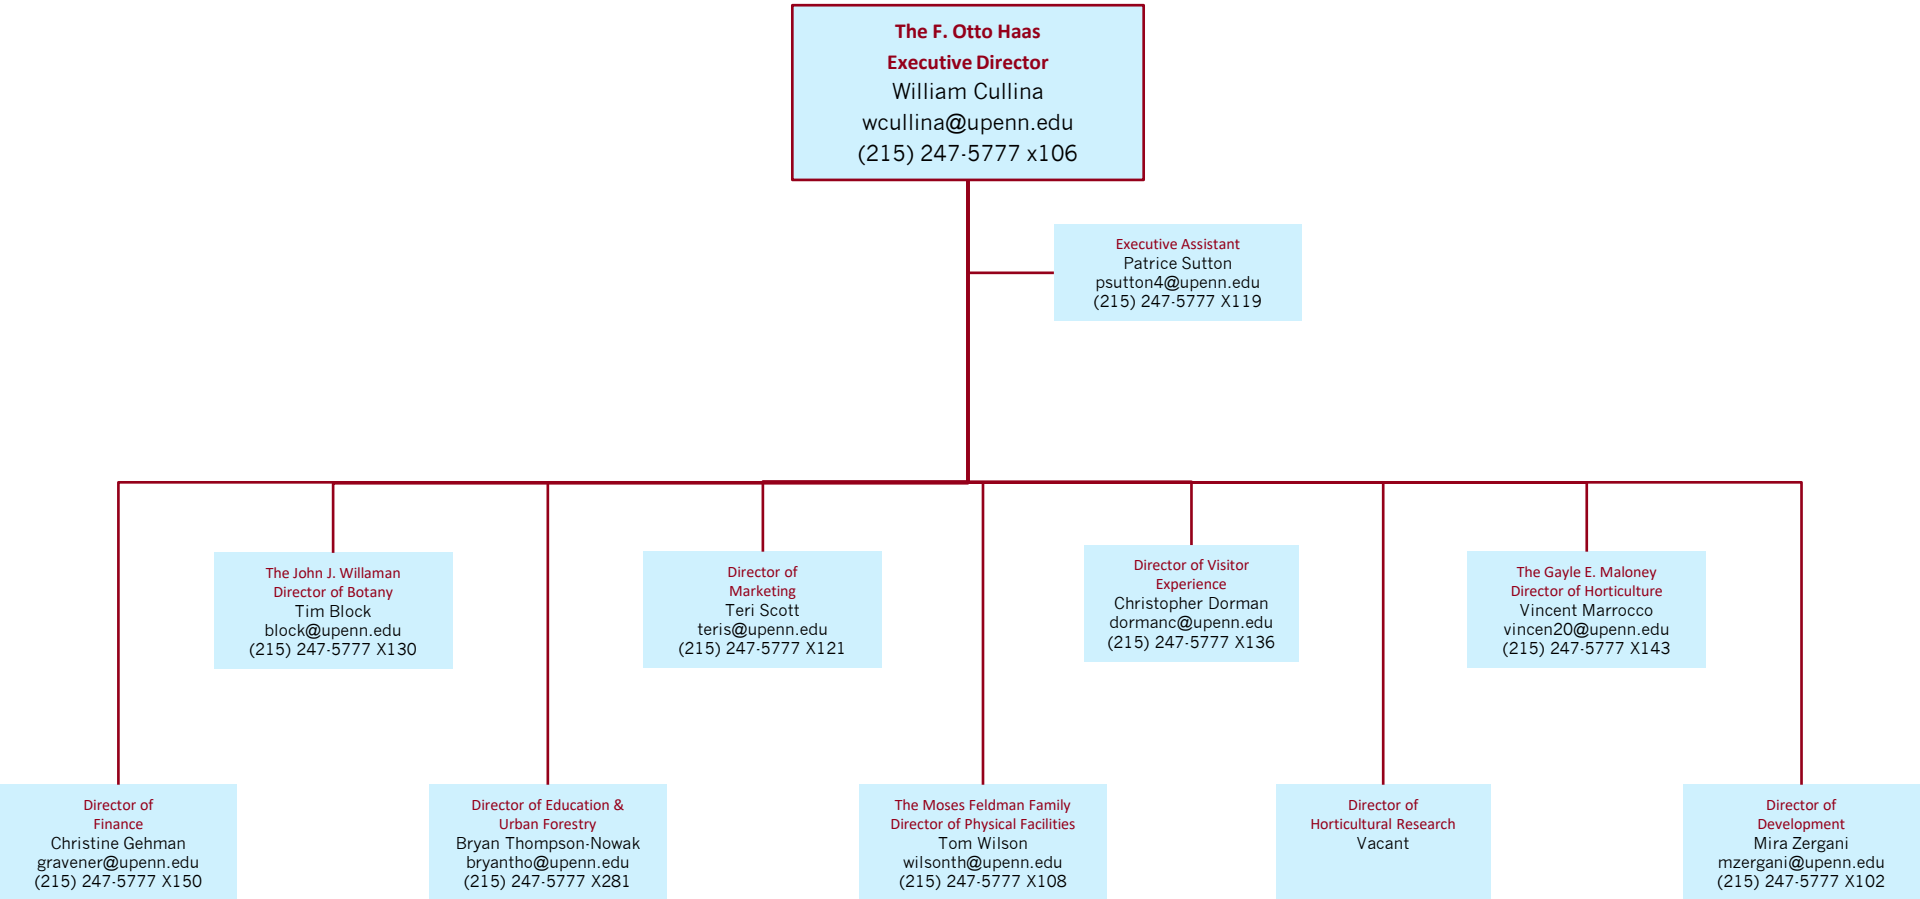 The F. Otto Haas
Executive Director
William Cullina
wcullina@upenn.edu
(215) 247-5777 x106
Executive Assistant
Patrice Sutton
psutton4@upenn.edu
(215) 247-5777 X119
The John J. Willaman
Director of Botany
Tim Block
block@upenn.edu
(215) 247-5777 X130
Director of
Marketing
Teri Scott
teris@upenn.edu
(215) 247-5777 X121
Director of Visitor
Experience
Christopher Dorman
dormanc@upenn.edu
(215) 247-5777 X136
The Gayle E. Maloney
Director of Horticulture
Vincent Marrocco
vincen20@upenn.edu
(215) 247-5777 X143
Director of
Finance
Christine Gehman
gravener@upenn.edu
(215) 247-5777 X150
Director of Education &
Urban Forestry
Bryan Thompson-Nowak
bryantho@upenn.edu
(215) 247-5777 X281
The Moses Feldman Family
Director of Physical Facilities
Tom Wilson
wilsonth@upenn.edu
(215) 247-5777 X108
Director of
Horticultural Research
Vacant
Director of
Development
Mira Zergani
mzergani@upenn.edu
(215) 247-5777 X102